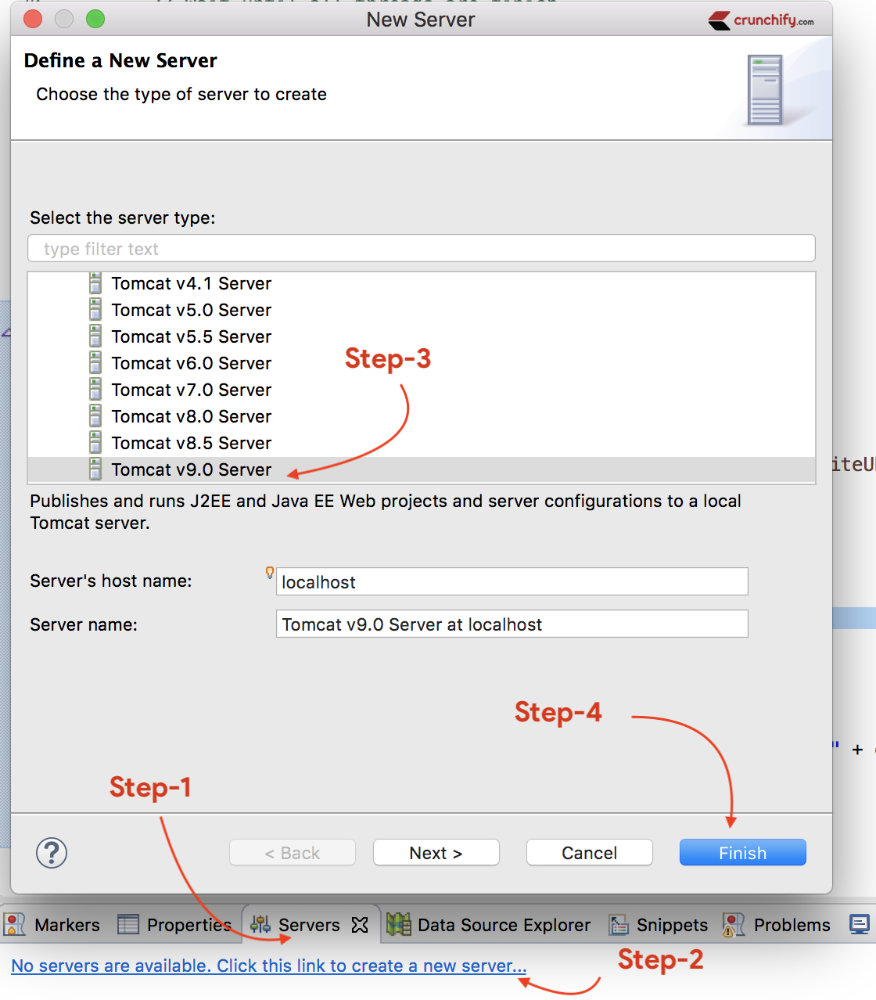 New Server
crunchify.com
Define a New Server
Choose the type of server to create
Select the server type:
type filter text
Tomcat v4.1 Server
Tomcat v5.0 Server
Tomcat v5.5 Server
Step-3
Tomcat v6.0 Server
Tomcat v7.0 Server
Tomcat v8.0 Server
Tomcat v8.5 Server
iteU
Tomcat v9.0 Server
Publishes and runs J2EE and Java EE Web projects and server configurations to a local
Tomcat server.
Server's host name: localhost
Server name: Tomcat v9.0 Server at localhost
Step-4
" +
Step-1
? < Back Next > Cancel Finish
Markers Properties Servers Data Source Explorer Snippets Problems
Step-2
No servers are available. Click this link to create a new server...